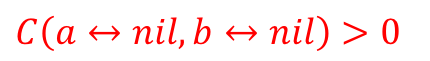 C(a ↔ nil, b ↔ nil) > 0